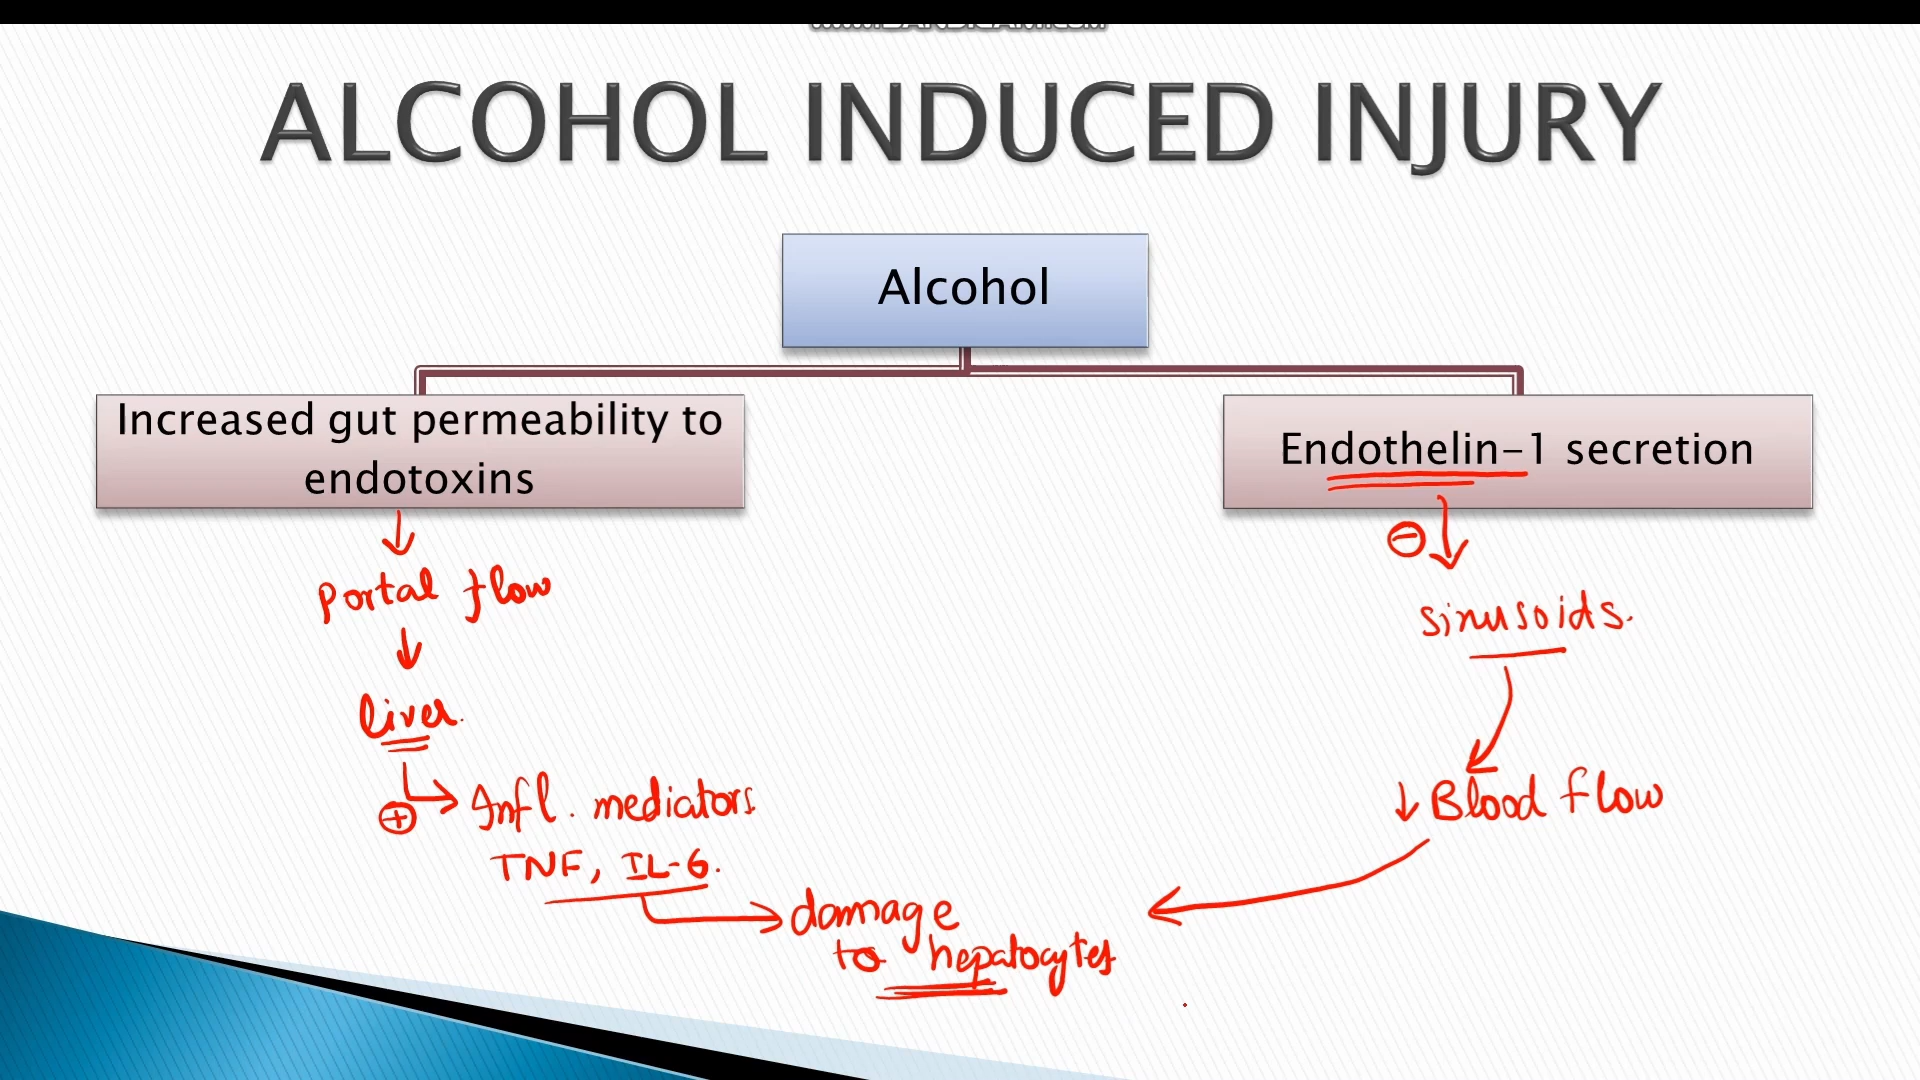 ALCOHOL INDUCED INJURY
Alcohol
Increased gut permeability to
endotoxins
Endothelin-1 secretion
Portal flow
liver.
Infl. mediators
TNF, IL-6.
sinusoids.
↓ Blood flow
damage
to hepatocytes